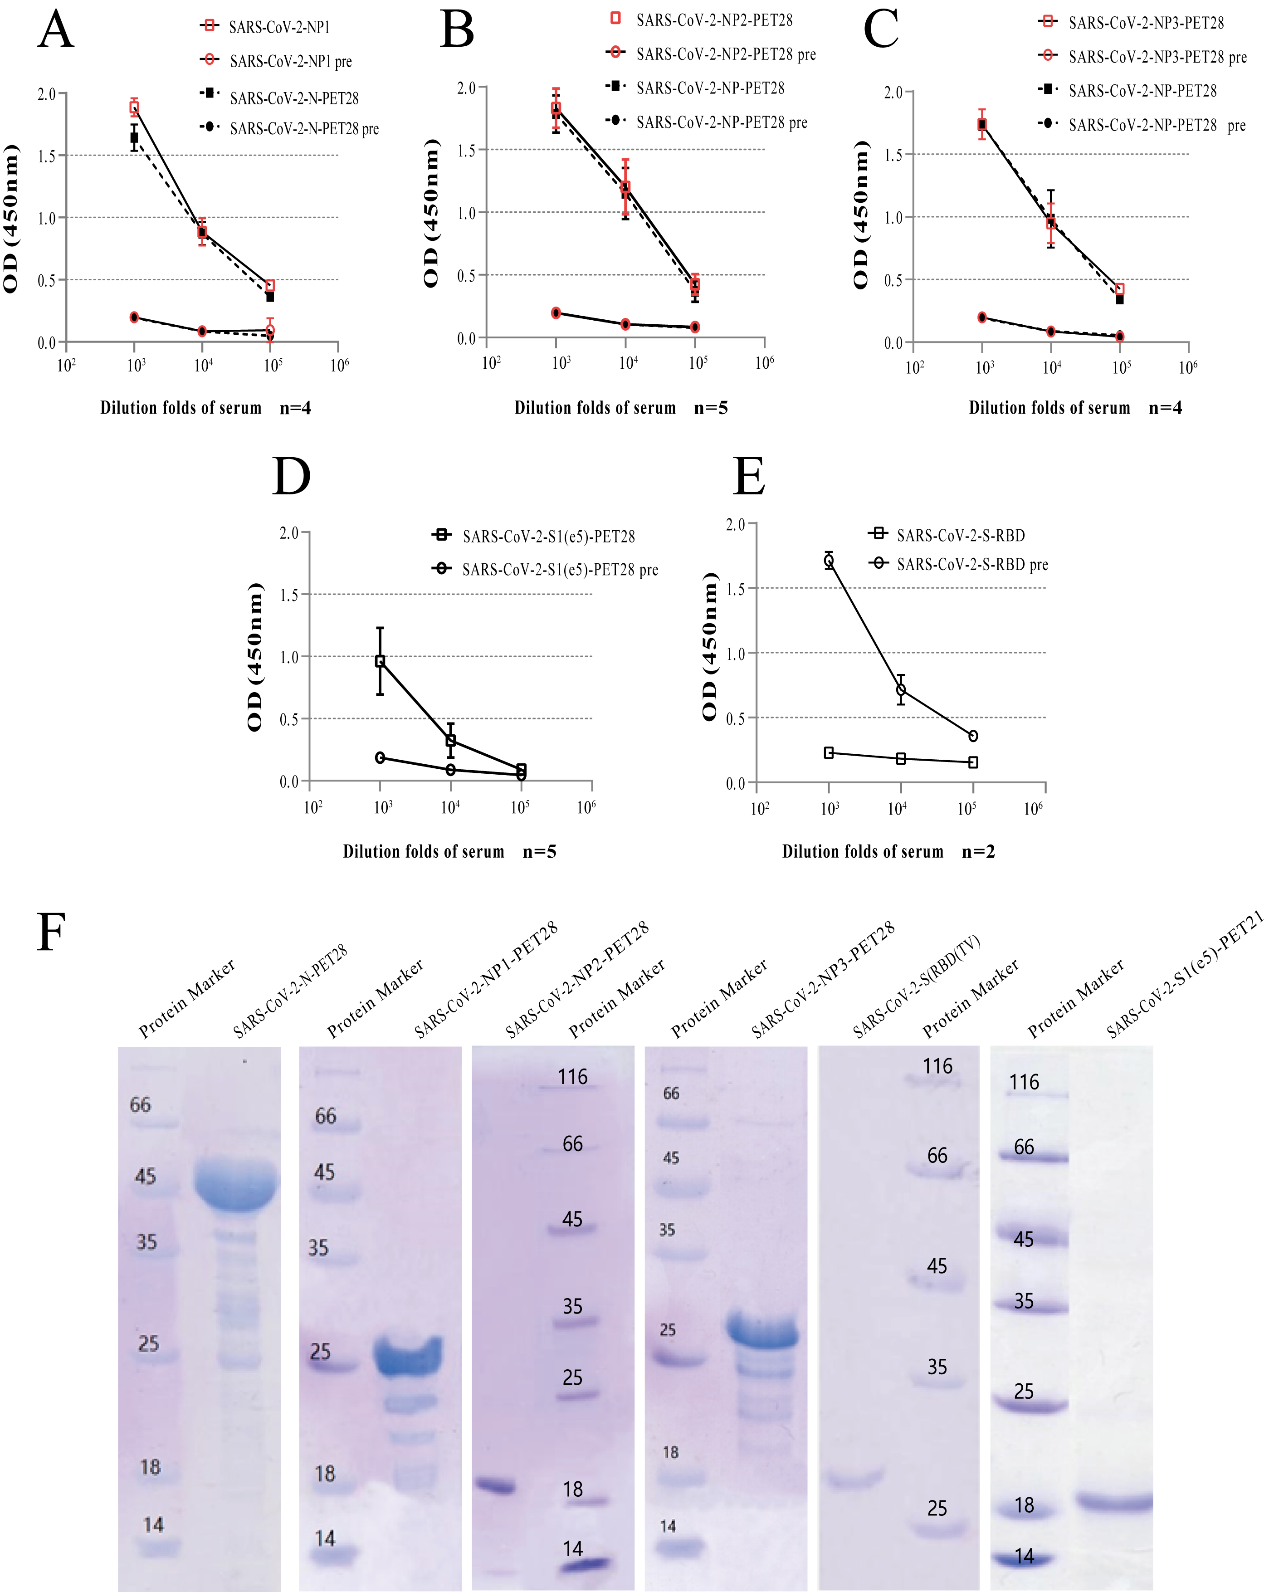 A
SARS-CoV-2-NP1
SARS-CoV-2-NP1 pre
SARS-CoV-2-N-PET28
SARS-CoV-2-N-PET28 pre
OD (450nm)
2.0
1.5
1.0
0.5
0.0
10² 10³ 10⁴ 10⁵ 10⁶
Dilution folds of serum n=4
B
SARS-CoV-2-NP2-PET28
SARS-CoV-2-NP2-PET28 pre
SARS-CoV-2-NP-PET28
SARS-CoV-2-NP-PET28 pre
OD (450nm)
2.0
1.5
1.0
0.5
0.0
10² 10³ 10⁴ 10⁵ 10⁶
Dilution folds of serum n=5
C
SARS-CoV-2-NP3-PET28
SARS-CoV-2-NP3-PET28 pre
SARS-CoV-2-NP-PET28
SARS-CoV-2-NP-PET28 pre
OD (450nm)
2.0
1.5
1.0
0.5
0.0
10² 10³ 10⁴ 10⁵ 10⁶
Dilution folds of serum n=4
D
SARS-CoV-2-S1(e5)-PET28
SARS-CoV-2-S1(e5)-PET28 pre
OD (450nm)
2.0
1.5
1.0
0.5
0.0
10² 10³ 10⁴ 10⁵ 10⁶
Dilution folds of serum n=5
E
SARS-CoV-2-S-RBD
SARS-CoV-2-S-RBD pre
OD (450nm)
2.0
1.5
1.0
0.5
0.0
10² 10³ 10⁴ 10⁵ 10⁶
Dilution folds of serum n=2
F
Protein Marker
SARS-CoV-2-N-PET28
66
45
35
25
18
14
Protein Marker
SARS-CoV-2-NP1-PET28
66
45
35
25
18
14
SARS-CoV-2-NP2-PET28
Protein Marker
116
66
45
35
25
18
14
Protein Marker
SARS-CoV-2-NP3-PET28
66
45
35
25
18
14
SARS-CoV-2-S(RBD(TV)
Protein Marker
116
66
45
35
25
Protein Marker
SARS-CoV-2-S1(e5)-PET21
116
66
45
35
25
18
14